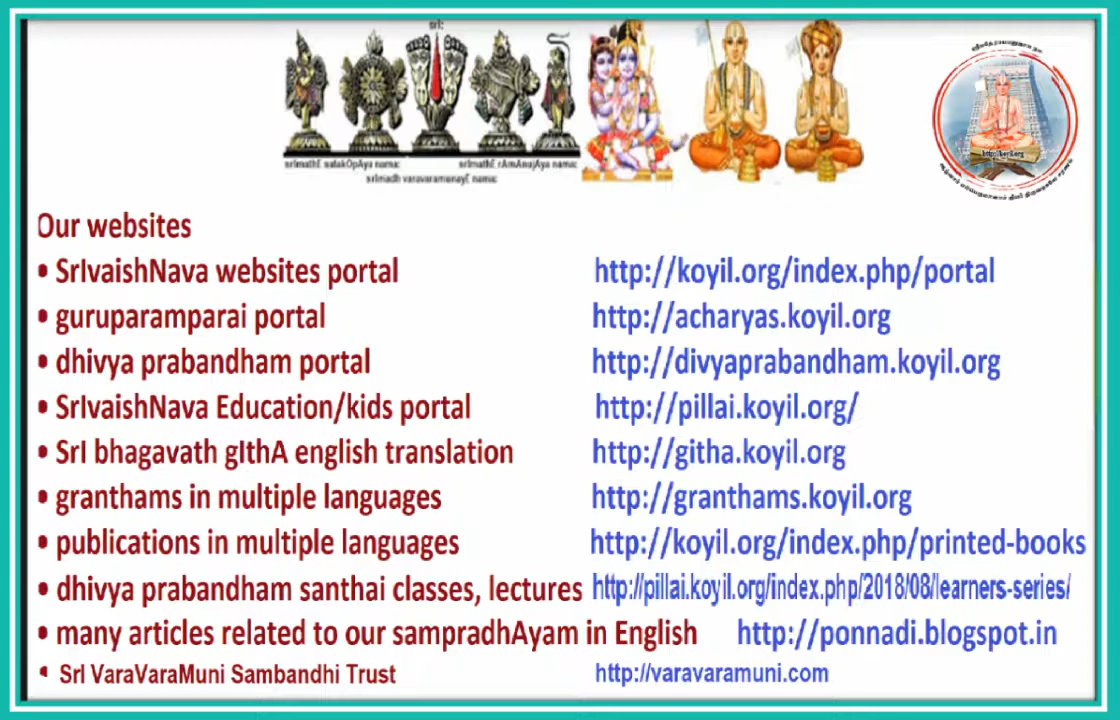 srI:
ஸ்ரீமதே ராமானுஜாய நம:
http://koyil.org
srImathE satakOpAya nama: srImathE rAmAnujAya nama:
srImadh varavaramunayE nama:
Our websites
• SrIvaishNava websites portal http://koyil.org/index.php/portal
• guruparamparai portal http://acharyas.koyil.org
• dhivya prabandham portal http://divyaprabandham.koyil.org
• SrIvaishNava Education/kids portal http://pillai.koyil.org/
• SrI bhagavath gIthA english translation http://githa.koyil.org
• granthams in multiple languages http://granthams.koyil.org
• publications in multiple languages http://koyil.org/index.php/printed-books
• dhivya prabandham santhai classes, lectures http://pillai.koyil.org/index.php/2018/08/learners-series/
• many articles related to our sampradhAyam in English http://ponnadi.blogspot.in
• SrI VaraVaraMuni Sambandhi Trust http://varavaramuni.com